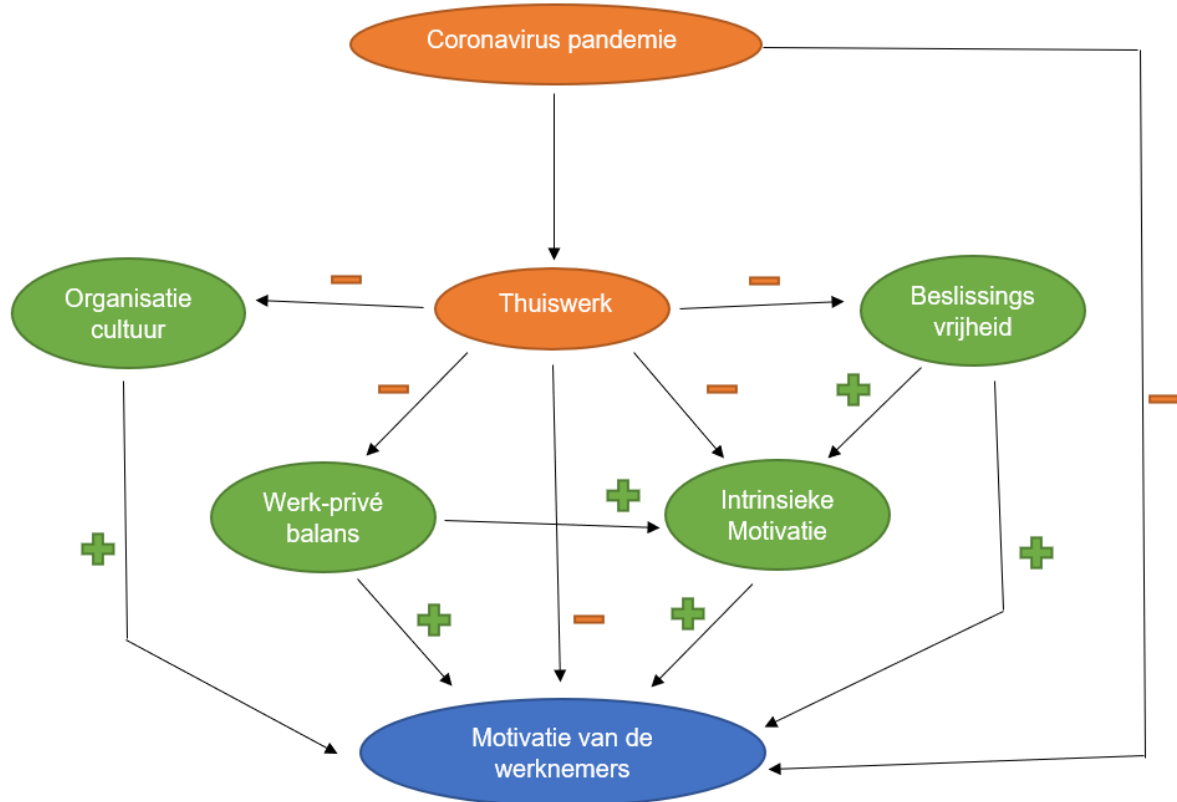 Coronavirus pandemie
Organisatie
cultuur
Thuiswerk
Beslissings
vrijheid
Werk-privé
balans
Intrinsieke
Motivatie
Motivatie van de
werknemers